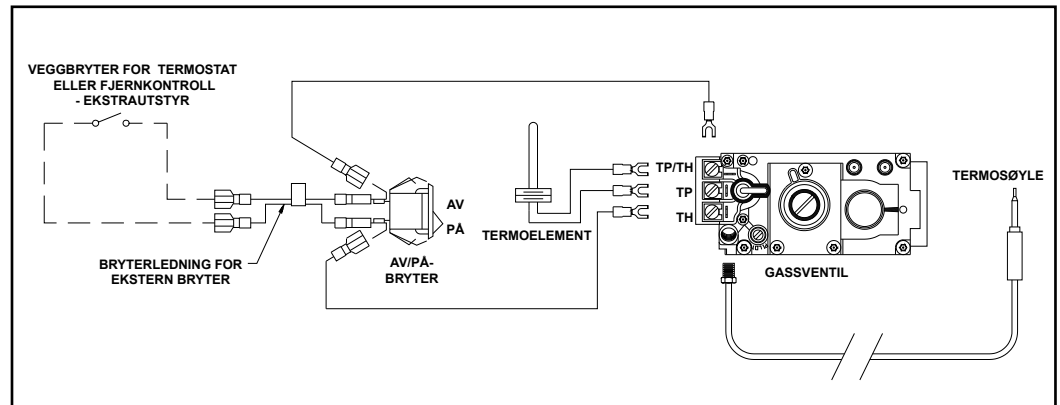 VEGGBRYTER FOR TERMOSTAT
ELLER FJERNKONTROLL
- EKSTRAUTSTYR
BRYTERLEDNING FOR
EKSTERN BRYTER
AV
PÅ
AV/PÅ-
BRYTER
TERMOELEMENT
TP/TH
TP
TH
GASSVENTIL
TERMOSØYLE